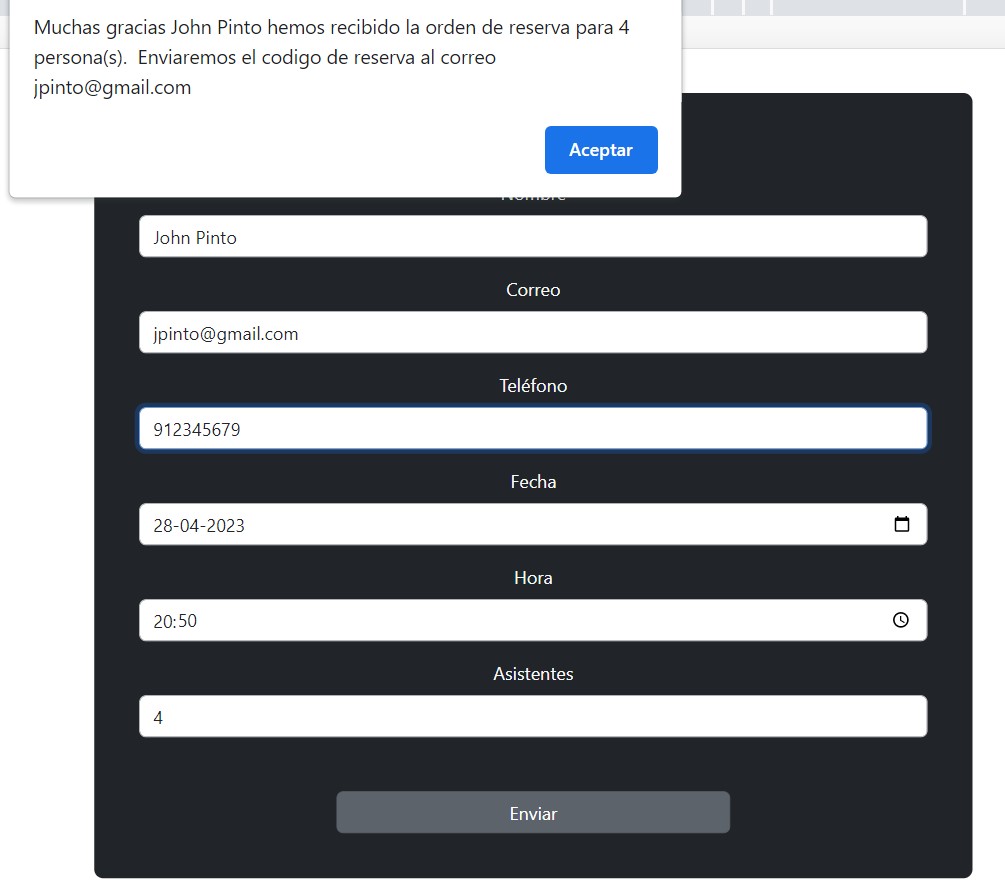 Muchas gracias John Pinto hemos recibido la orden de reserva para 4
persona(s).  Enviaremos el codigo de reserva al correo
jpinto@gmail.com
Aceptar
Nombre
John Pinto
Correo
jpinto@gmail.com
Teléfono
912345679
Fecha
28-04-2023
Hora
20:50
Asistentes
4
Enviar